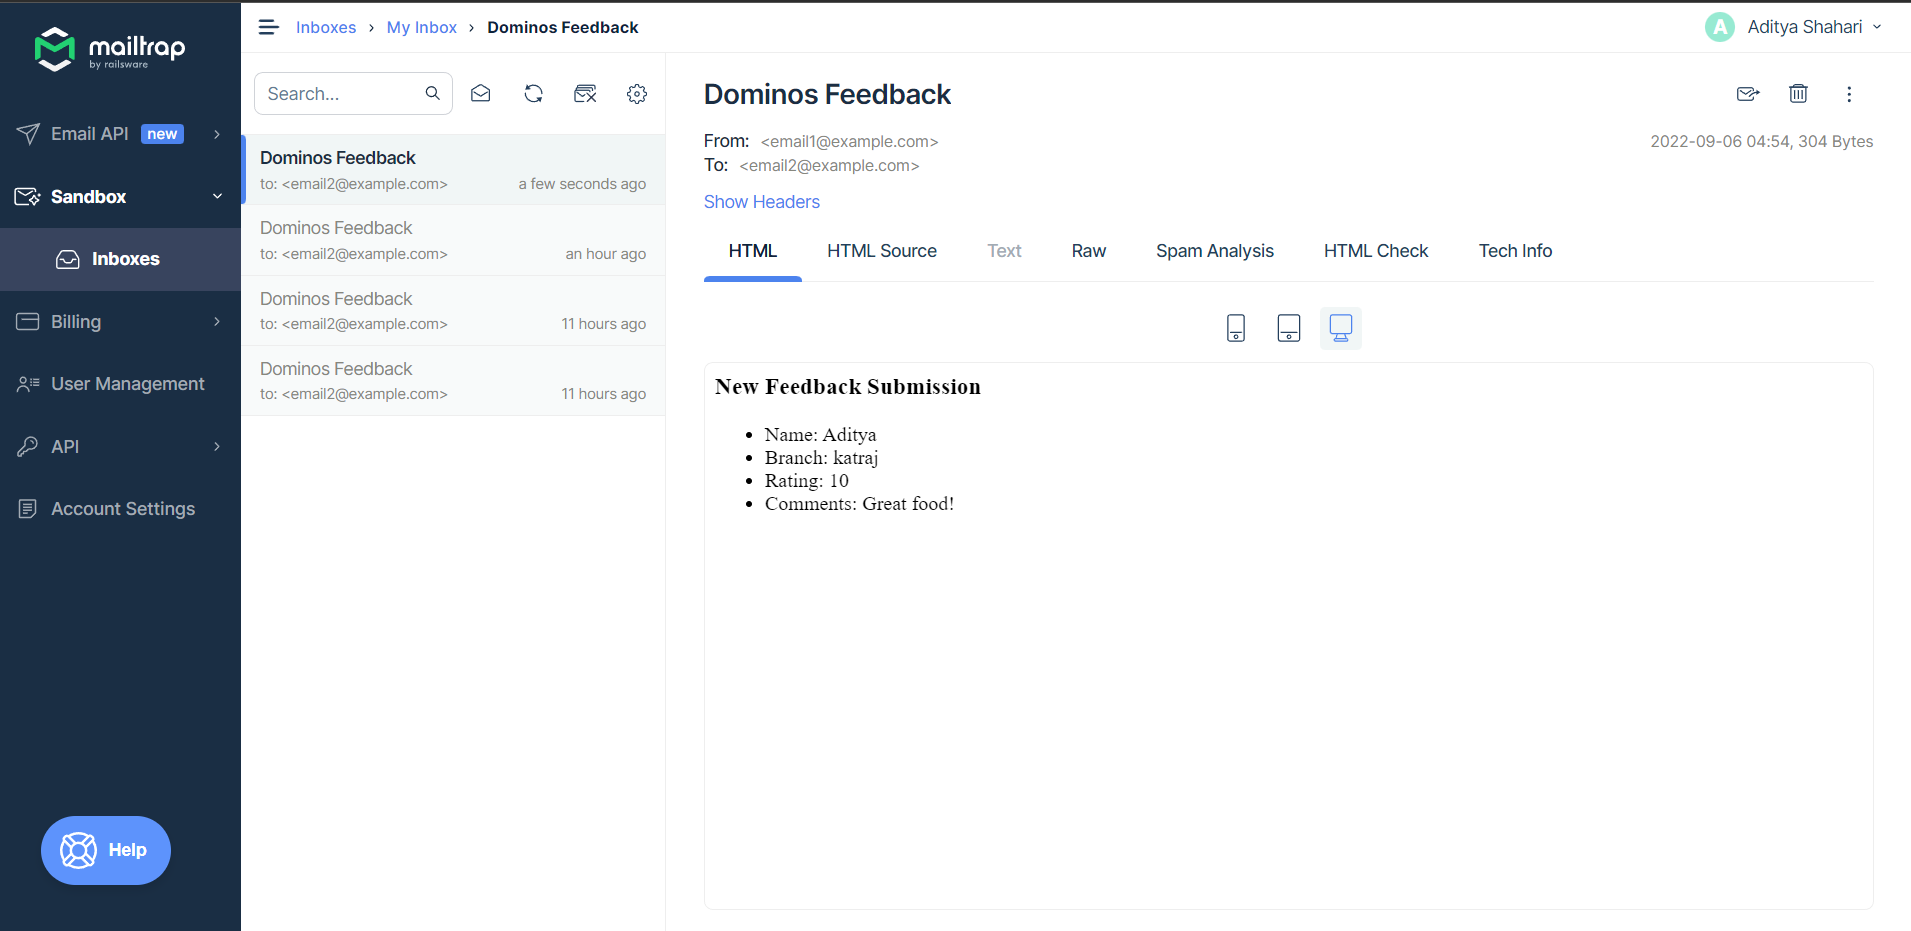 mailtrap
by railsware
Email API new
Sandbox
Inboxes
Billing
User Management
API
Account Settings
Help
Inboxes › My Inbox › Dominos Feedback
A Aditya Shahari
Search...
Dominos Feedback
to: <email2@example.com> a few seconds ago
Dominos Feedback
to: <email2@example.com> an hour ago
Dominos Feedback
to: <email2@example.com> 11 hours ago
Dominos Feedback
to: <email2@example.com> 11 hours ago
Dominos Feedback
From: <email1@example.com> 2022-09-06 04:54, 304 Bytes
To: <email2@example.com>
Show Headers
HTML HTML Source Text Raw Spam Analysis HTML Check Tech Info
New Feedback Submission
• Name: Aditya
• Branch: katraj
• Rating: 10
• Comments: Great food!